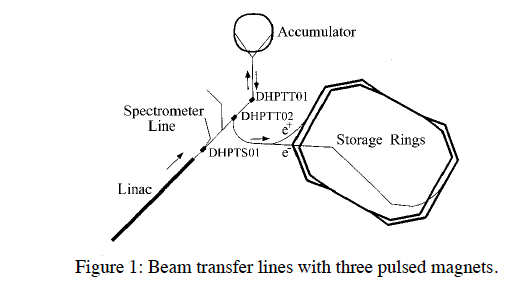 Accumulator
DHPTT01
Spectrometer
Line
DHPTT02
e+
Storage Rings
DHPTS01
e-
Linac
Figure 1: Beam transfer lines with three pulsed magnets.